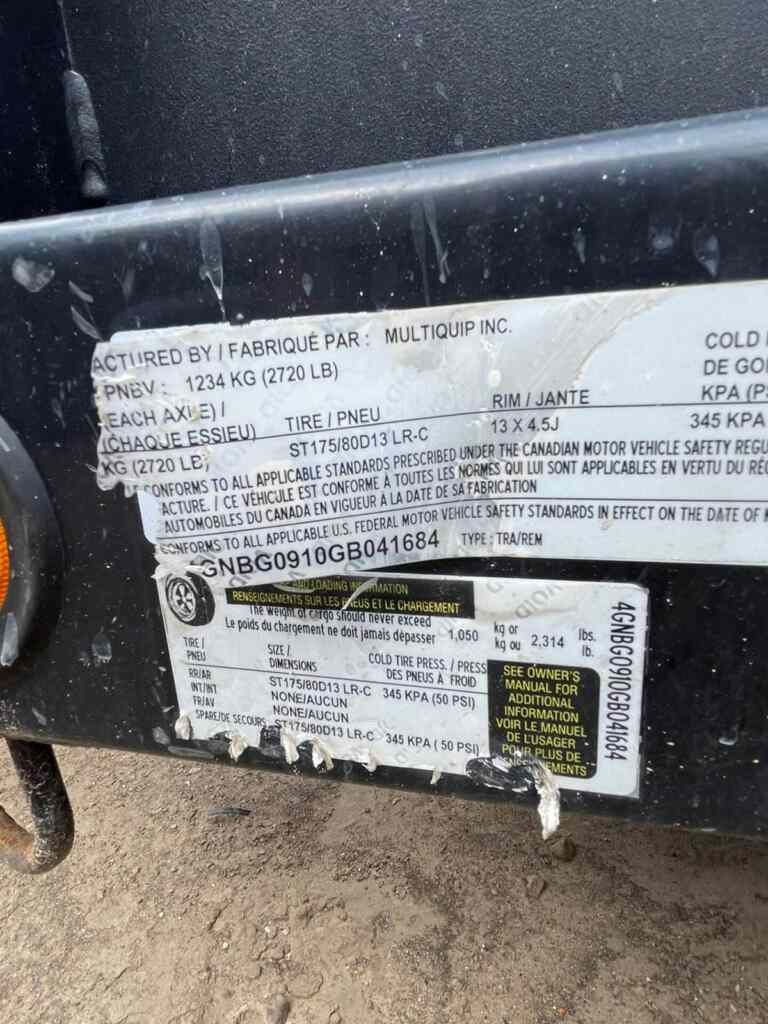 ACTURED BY / FABRIQUÉ PAR : MULTIQUIP INC.
PNBV : 1234 KG (2720 LB)
COLD
(EACH AXLE) / TIRE / PNEU RIM / JANTE DE GO
(CHAQUE ESSIEU) ST175/80D13 LR-C 13 X 4.5J KPA (PS
KG (2720 LB) 345 KPA
CONFORMS TO ALL APPLICABLE STANDARDS PRESCRIBED UNDER THE CANADIAN MOTOR VEHICLE SAFETY REGU
ACTURE. / CE VÉHICULE EST CONFORME À TOUTES LES NORMES QUI LUI SONT APPLICABLES EN VERTU DU RÉG
AUTOMOBILES DU CANADA EN VIGUEUR À LA DATE DE SA FABRICATION
CONFORMS TO ALL APPLICABLE U.S. FEDERAL MOTOR VEHICLE SAFETY STANDARDS IN EFFECT ON THE DATE OF
GNBG0910GB041684 TYPE : TRA/REM
AND LOADING INFORMATION
RENSEIGNEMENTS SUR LES PNEUS ET LE CHARGEMENT
The weight of cargo should never exceed
Le poids du chargement ne doit jamais dépasser 1,050 kg or kg ou 2,314 lbs. lb.
TIRE / PNEU SIZE / DIMENSIONS COLD TIRE PRESS. / PRESS DES PNEUS À FROID
RR/AR ST175/80D13 LR-C 345 KPA (50 PSI)
INT/INT NONE/AUCUN
FR/AV NONE/AUCUN
SPARE/DE SECOURS ST175/80D13 LR-C 345 KPA ( 50 PSI)
SEE OWNER'S
MANUAL FOR
ADDITIONAL
INFORMATION
VOIR LE MANUEL
DE L'USAGER
POUR PLUS DE
4GNBG0910GB041684